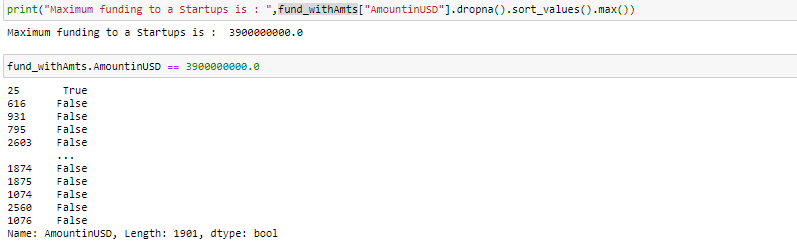 print("Maximum funding to a Startups is : ",fund_withAmts["AmountinUSD"].dropna().sort_values().max())
Maximum funding to a Startups is :  3900000000.0
fund_withAmts.AmountinUSD == 3900000000.0
25       True
616     False
931     False
795     False
2603    False
        ...
1874    False
1875    False
1074    False
2560    False
1076    False
Name: AmountinUSD, Length: 1901, dtype: bool